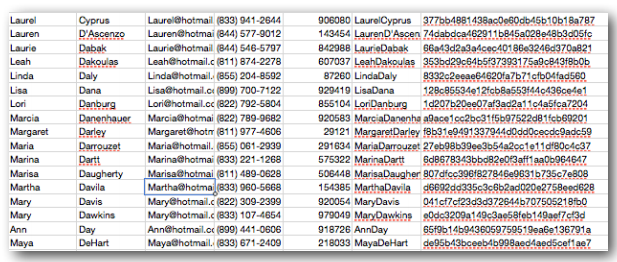 Laurel Cyprus Laurel@hotmail. (833) 941-2644 906080 LaurelCyprus 377bb4881438ac0e60db45b10b18a787
Lauren D'Ascenzo Lauren@hotmail (844) 577-9012 143454 LaurenD'Ascen 74dabdca462911b845a028e48b3d05fc
Laurie Dabak Laurie@hotmail. (844) 546-5797 842988 LaurieDabak 66a43d2a3a4cec40186e3246d370a821
Leah Dakoulas Leah@hotmail.c (811) 874-2278 607037 LeahDakoulas 353bd29c64b5f37393175a9c843f8b0b
Linda Daly Linda@hotmail.c (855) 204-8592 87260 LindaDaly 8332c2eeae64620fa7b71cfb04fad560
Lisa Dana Lisa@hotmail.co (899) 700-7122 929419 LisaDana 128c85534e12fcb8a553f44c436ce4e1
Lori Danburg Lori@hotmail.cc (822) 792-5804 855104 LoriDanburg 1d207b20ee07af3ad2a11c4a5fca7204
Marcia Danenhauer Marcia@hotmail (822) 789-9682 920583 MarciaDanenha a9ace1cc2bc31f5b97522d81fcb69201
Margaret Darley Margaret@hotm (811) 977-4606 29121 MargaretDarley f8b31e9491337944d0dd0cecdc9adc59
Maria Darrouzet Maria@hotmail.c (855) 061-2939 291634 MariaDarrouzet 27eb98b39ee3b54a2cc1e11df80c4c37
Marina Dartt Marina@hotmail (833) 221-1268 575322 MarinaDartt 6d8678343bbd82e0f3aff1aa0b964647
Marisa Daugherty Marisa@hotmail (811) 489-0628 506448 MarisaDaugher 807dfcc396f827846e9631b735c7e808
Martha Davila Martha@hotmai (833) 960-5668 154385 MarthaDavila d6692dd335c3c6b2ad020e2758eed628
Mary Davis Mary@hotmail.c (822) 309-2399 920054 MaryDavis 041cf7cf23d3d372644b707505218fb0
Mary Dawkins Mary@hotmail.c (833) 107-4654 979049 MaryDawkins e0dc3209a149c3ae58feb149aef7cf3d
Ann Day Ann@hotmail.co (899) 441-0606 918726 AnnDay 65f9b14b9436059759519ea6e136791a
Maya DeHart Maya@hotmail.c (833) 671-2409 218033 MayaDeHart de95b43bceeb4b998aed4aed5cef1ae7